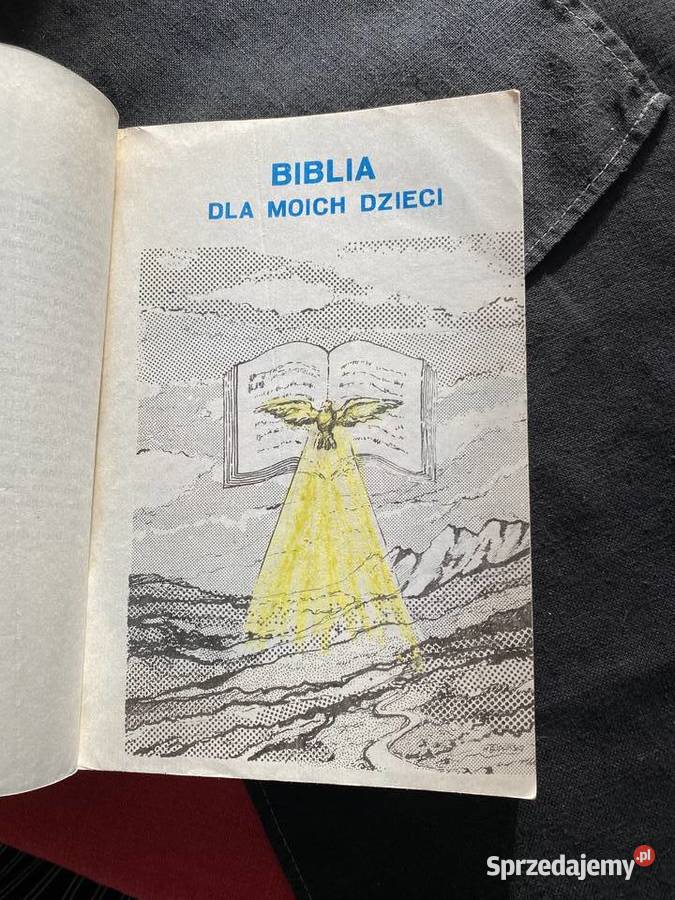 BIBLIA
DLA MOICH DZIECI
Sprzedajemy.pl